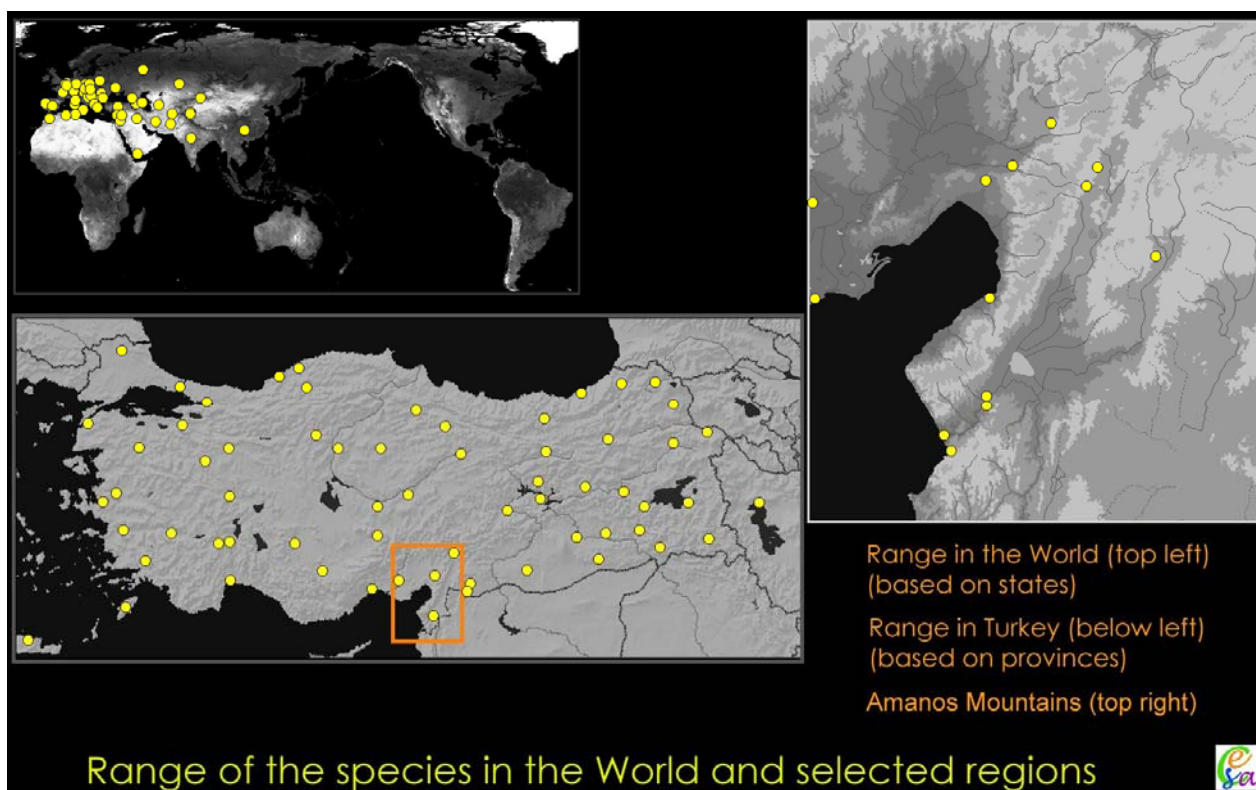 Range in the World (top left)
(based on states)
Range in Turkey (below left)
(based on provinces)
Amanos Mountains (top right)
Range of the species in the World and selected regions
esa